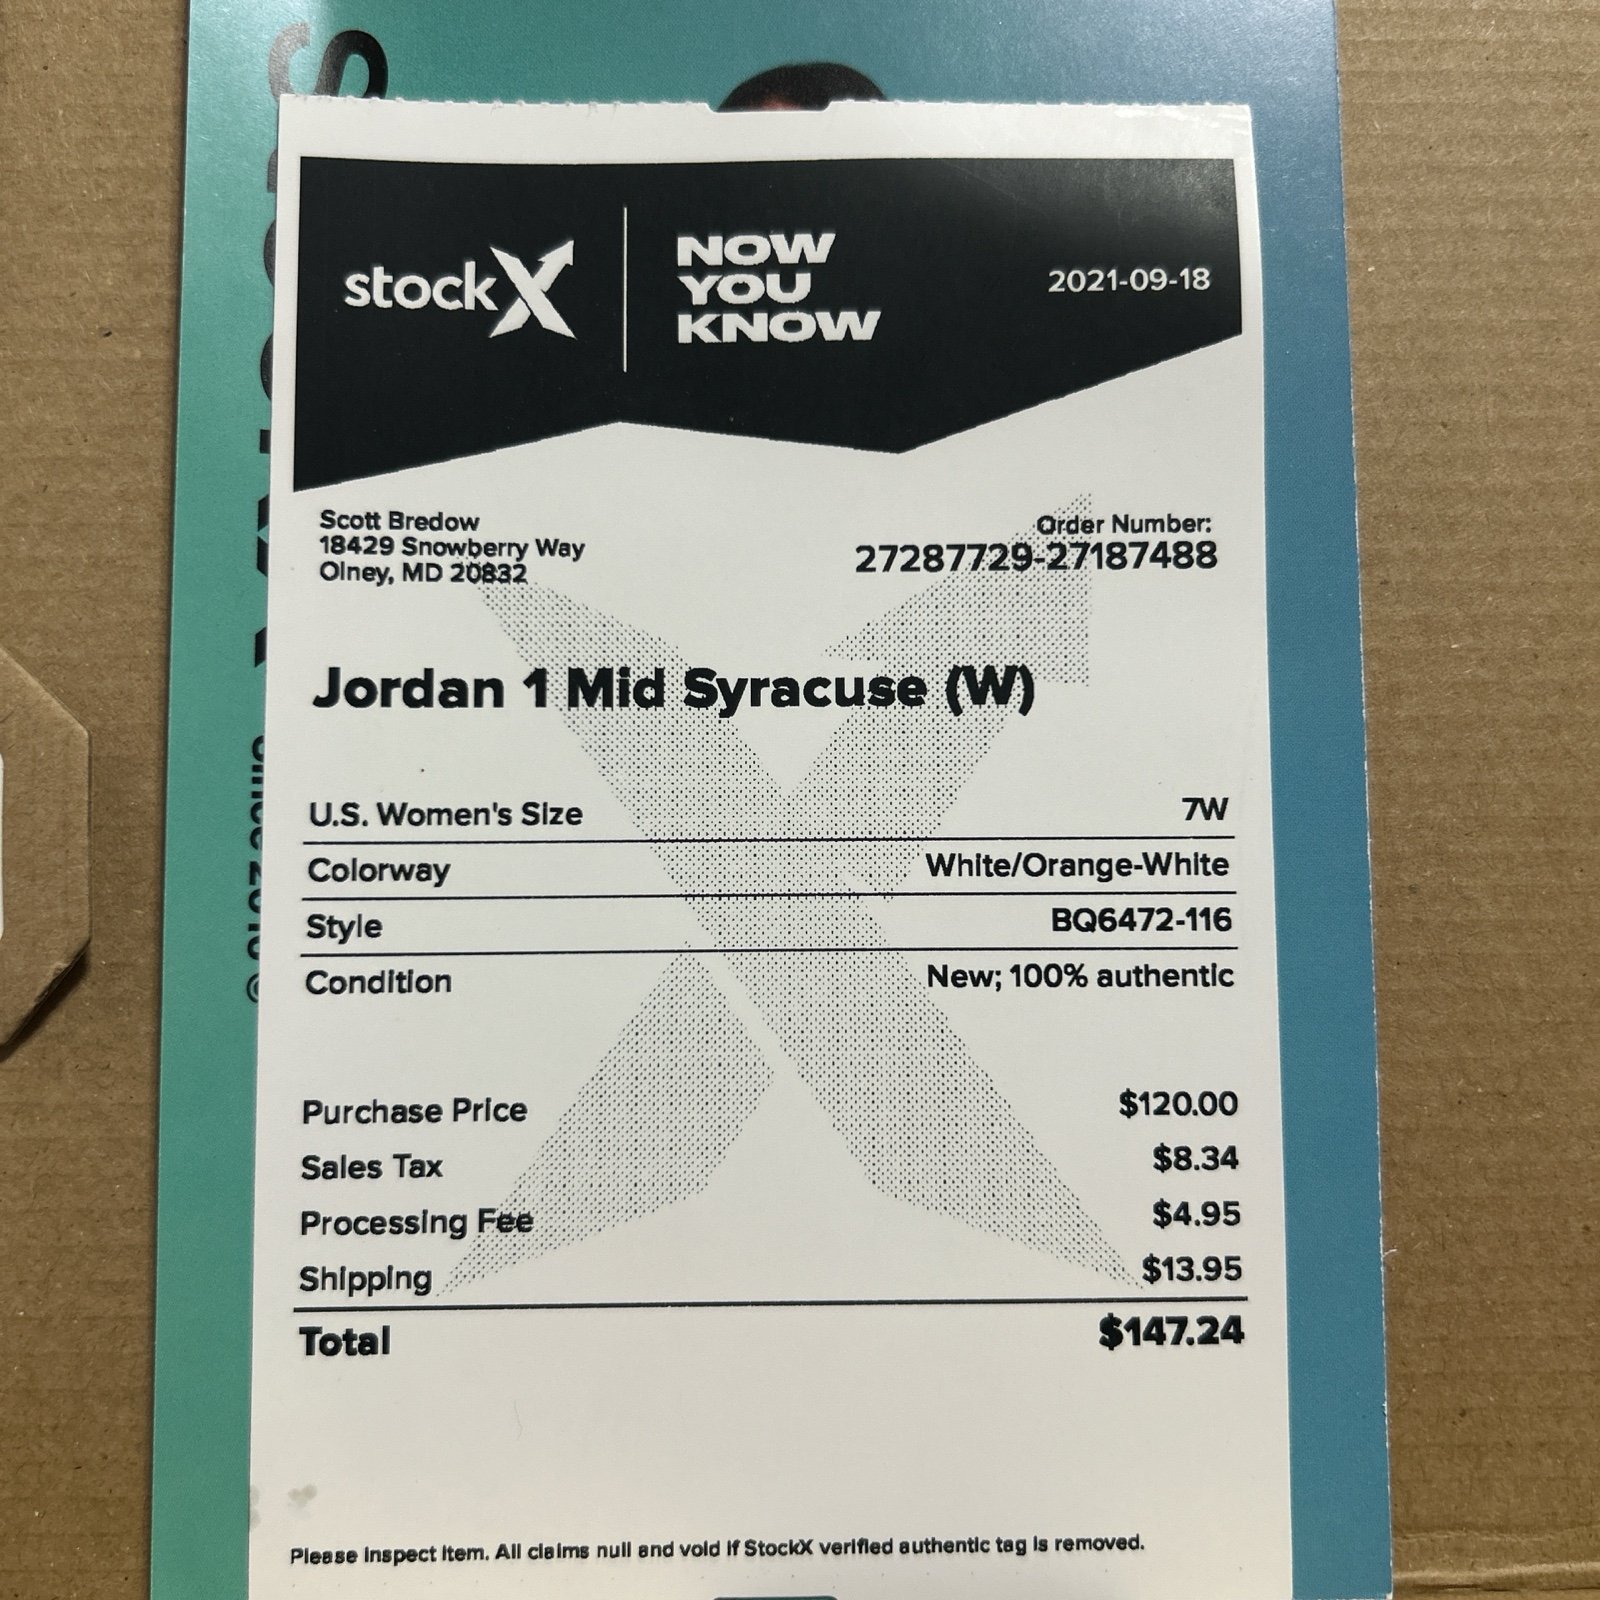 stockX
NOW
YOU
KNOW
2021-09-18
Scott Bredow
18429 Snowberry Way
Olney, MD 20832
Order Number:
27287729-27187488
Jordan 1 Mid Syracuse (W)
U.S. Women's Size 7W
Colorway White/Orange-White
Style BQ6472-116
Condition New; 100% authentic
Purchase Price $120.00
Sales Tax $8.34
Processing Fee $4.95
Shipping $13.95
Total $147.24
Please inspect item. All claims null and void if StockX verified authentic tag is removed.